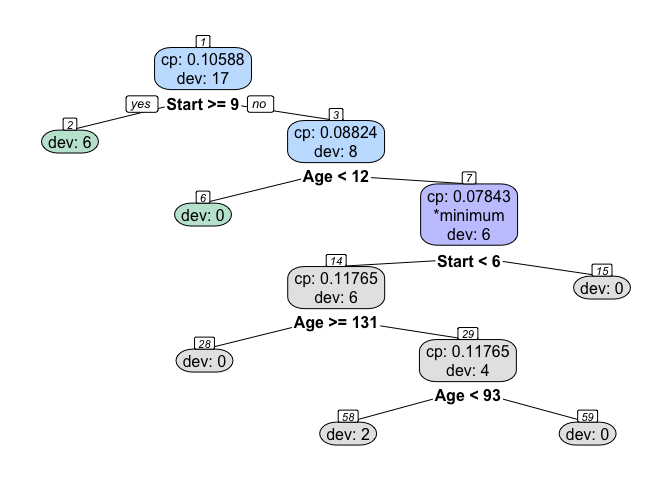 1
cp: 0.10588
dev: 17
yes
Start >= 9
no
2
dev: 6
3
cp: 0.08824
dev: 8
Age < 12
6
dev: 0
7
cp: 0.07843
*minimum
dev: 6
Start < 6
14
cp: 0.11765
dev: 6
15
dev: 0
Age >= 131
28
dev: 0
29
cp: 0.11765
dev: 4
Age < 93
58
dev: 2
59
dev: 0